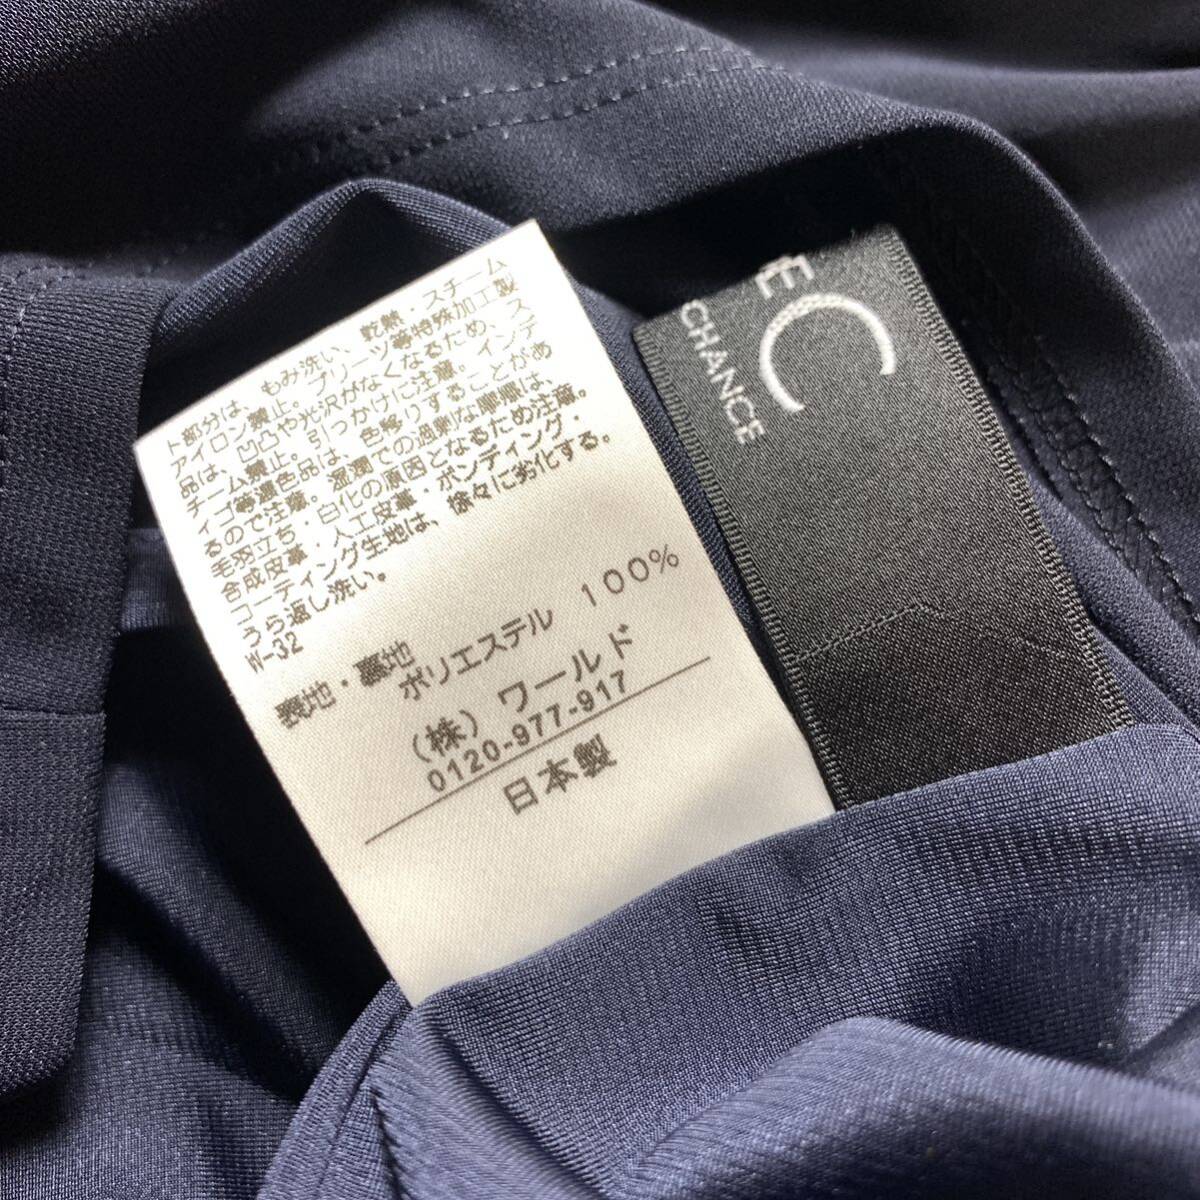 ト部分は、もみ洗い、乾熱・スチーム
アイロン禁止。プリーツ等特殊加工製
品は、凹凸や光沢がなくなるため、ス
チーム禁止。引っかけに注意。インデ
ィゴ等濃色品は、色移りすることがあ
るので注意。湿潤での過剰な摩擦は、
毛羽立ち・白化の原因となるため注意。
合成皮革・人工皮革・ボンディング・
コーティング生地は、徐々に劣化する。
うら返し洗い。
W-32
表地・裏地
ポリエステル 100%
(株) ワールド
0120-977-917
日本製
EC
CHANCE